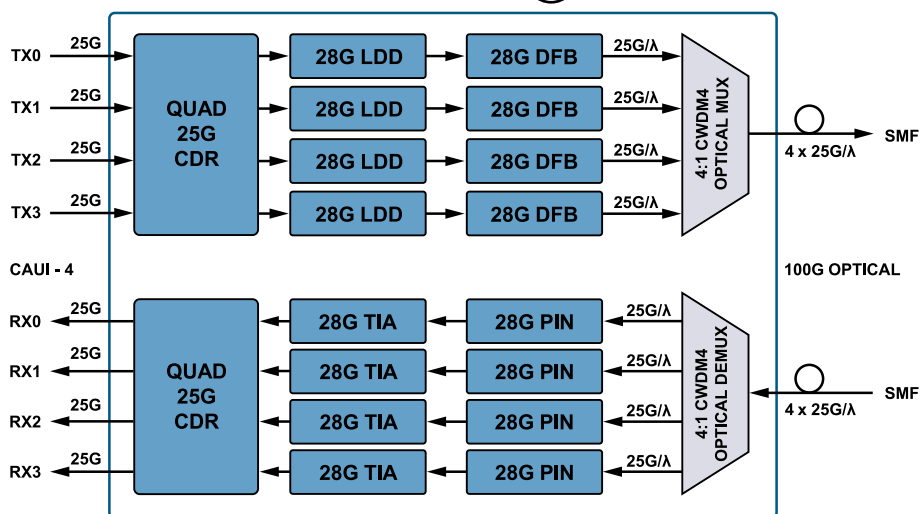 TX0
25G
TX1
25G
TX2
25G
TX3
25G
QUAD
25G
CDR
28G LDD
28G DFB
25G/λ
28G LDD
28G DFB
25G/λ
28G LDD
28G DFB
25G/λ
28G LDD
28G DFB
25G/λ
4:1 CWDM4
OPTICAL MUX
4 x 25G/λ
SMF
CAUI - 4
100G OPTICAL
RX0
25G
RX1
25G
RX2
25G
RX3
25G
QUAD
25G
CDR
28G TIA
28G PIN
25G/λ
28G TIA
28G PIN
25G/λ
28G TIA
28G PIN
25G/λ
28G TIA
28G PIN
25G/λ
4:1 CWDM4
OPTICAL DEMUX
4 x 25G/λ
SMF